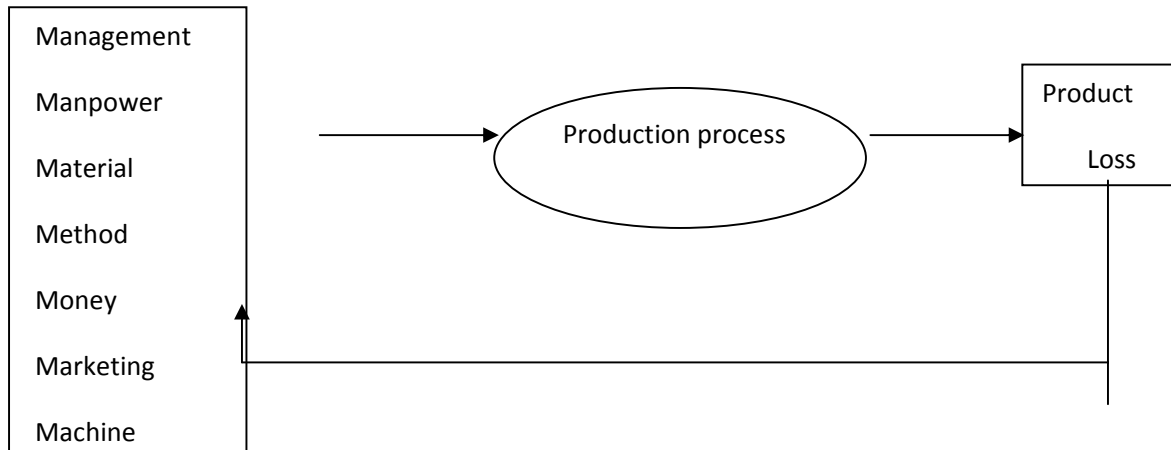 Management
Manpower
Material
Method
Money
Marketing
Machine
Production process
Product
Loss